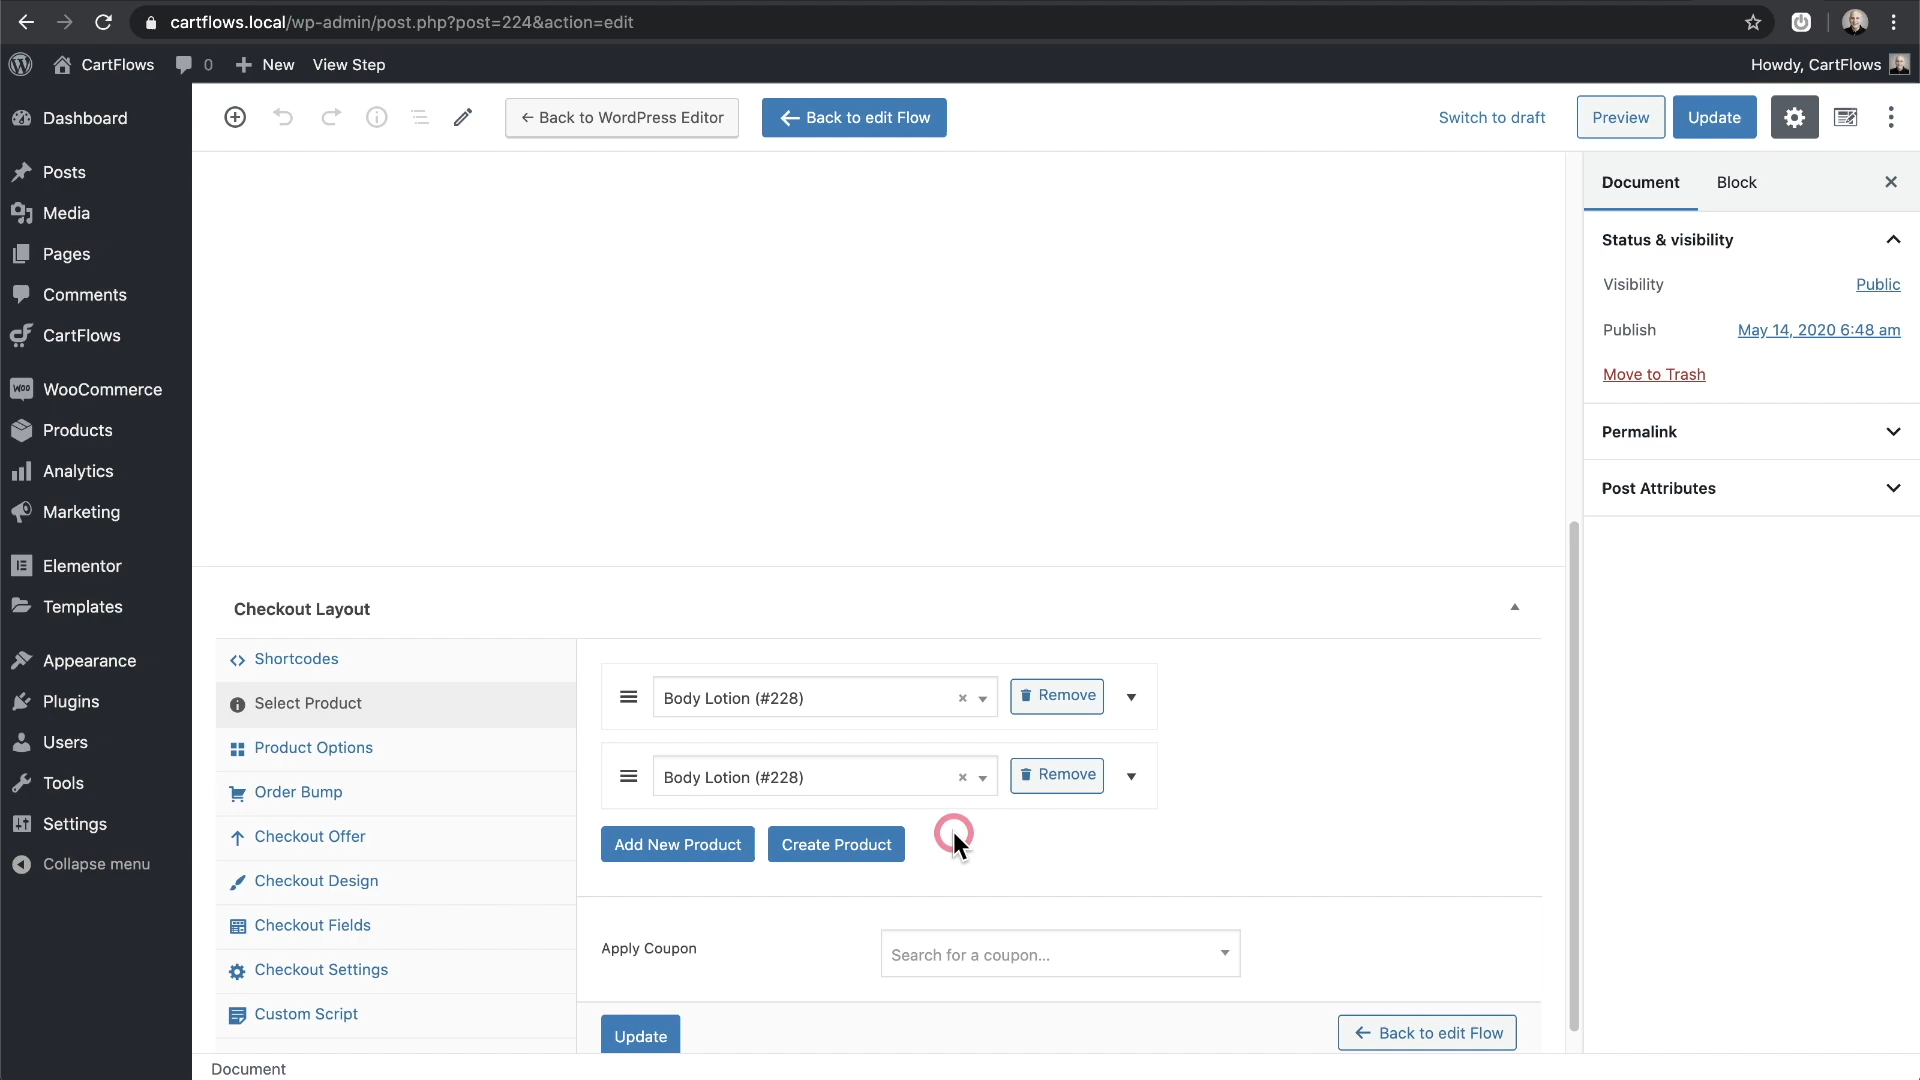 cartflows.local/wp-admin/post.php?post=224&action=edit
CartFlows
0
New
View Step
Howdy, CartFlows
Dashboard
Posts
Media
Pages
Comments
CartFlows
WooCommerce
Products
Analytics
Marketing
Elementor
Templates
Appearance
Plugins
Users
Tools
Settings
Collapse menu
← Back to WordPress Editor
← Back to edit Flow
Switch to draft
Preview
Update
Document
Block
Status & visibility
Visibility
Public
Publish
May 14, 2020 6:48 am
Move to Trash
Permalink
Post Attributes
Checkout Layout
Shortcodes
Select Product
Product Options
Order Bump
Checkout Offer
Checkout Design
Checkout Fields
Checkout Settings
Custom Script
Body Lotion (#228)
× 
Remove
Body Lotion (#228)
×
Remove
Add New Product
Create Product
Apply Coupon
Search for a coupon...
Update
← Back to edit Flow
Document